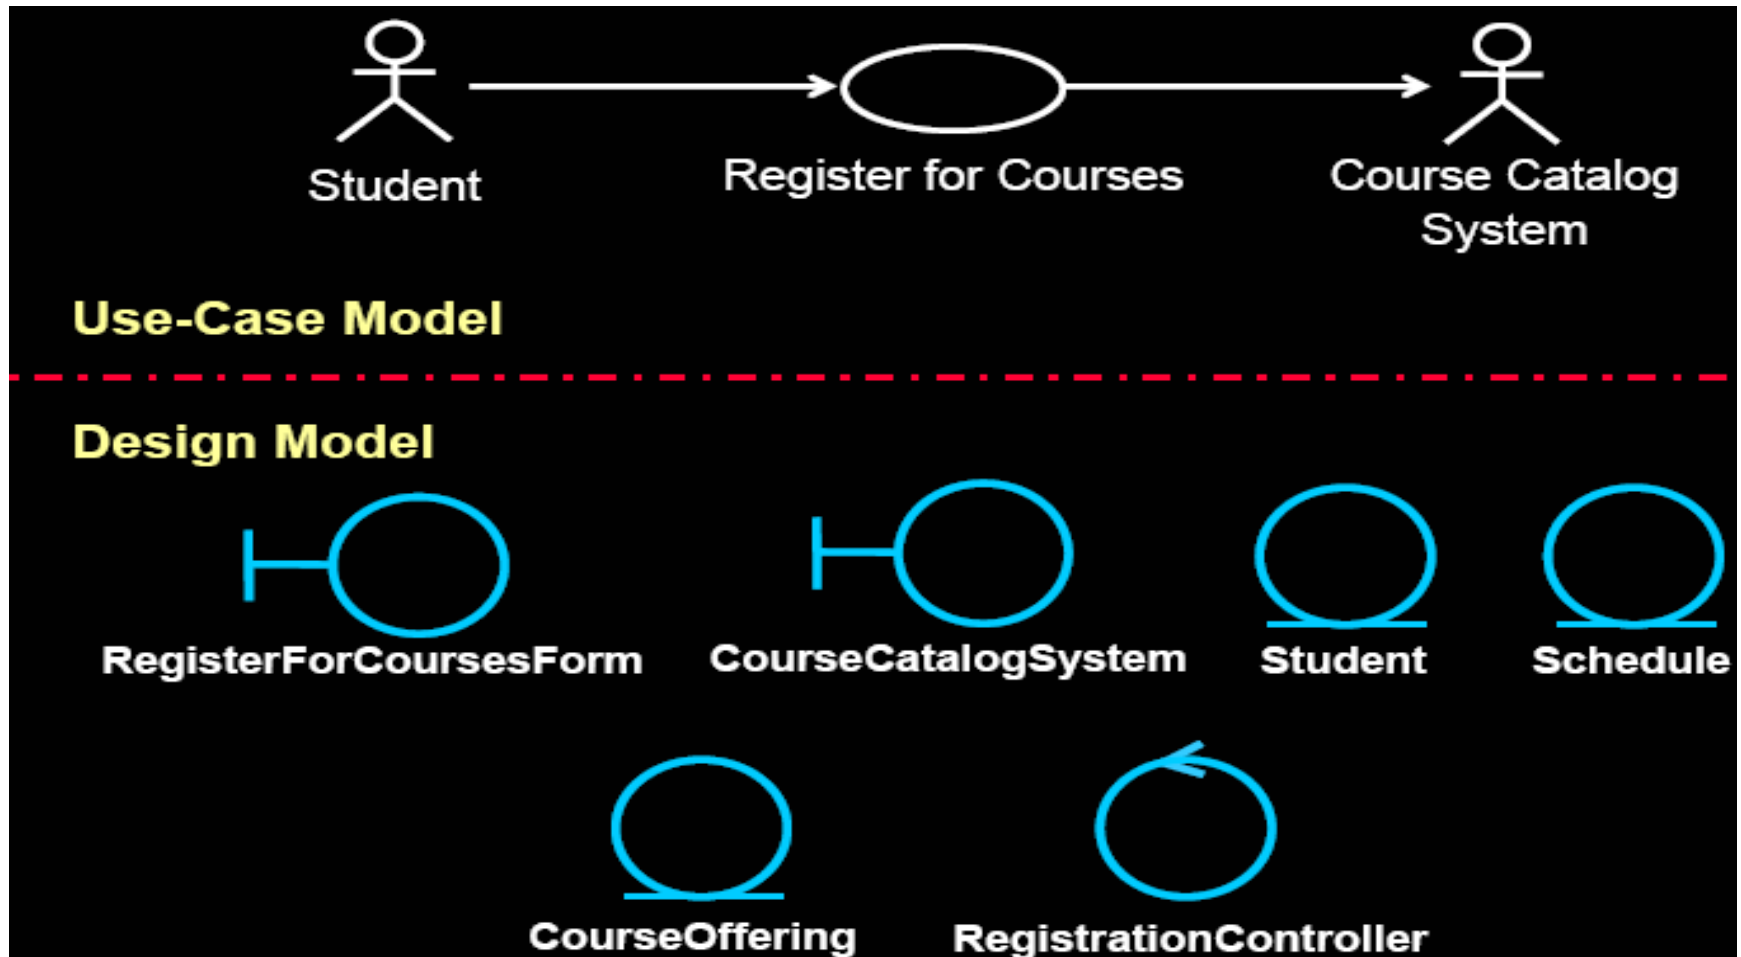 Student
Register for Courses
Course Catalog
System
Use-Case Model
Design Model
RegisterForCoursesForm
CourseCatalogSystem
Student
Schedule
CourseOffering
RegistrationController